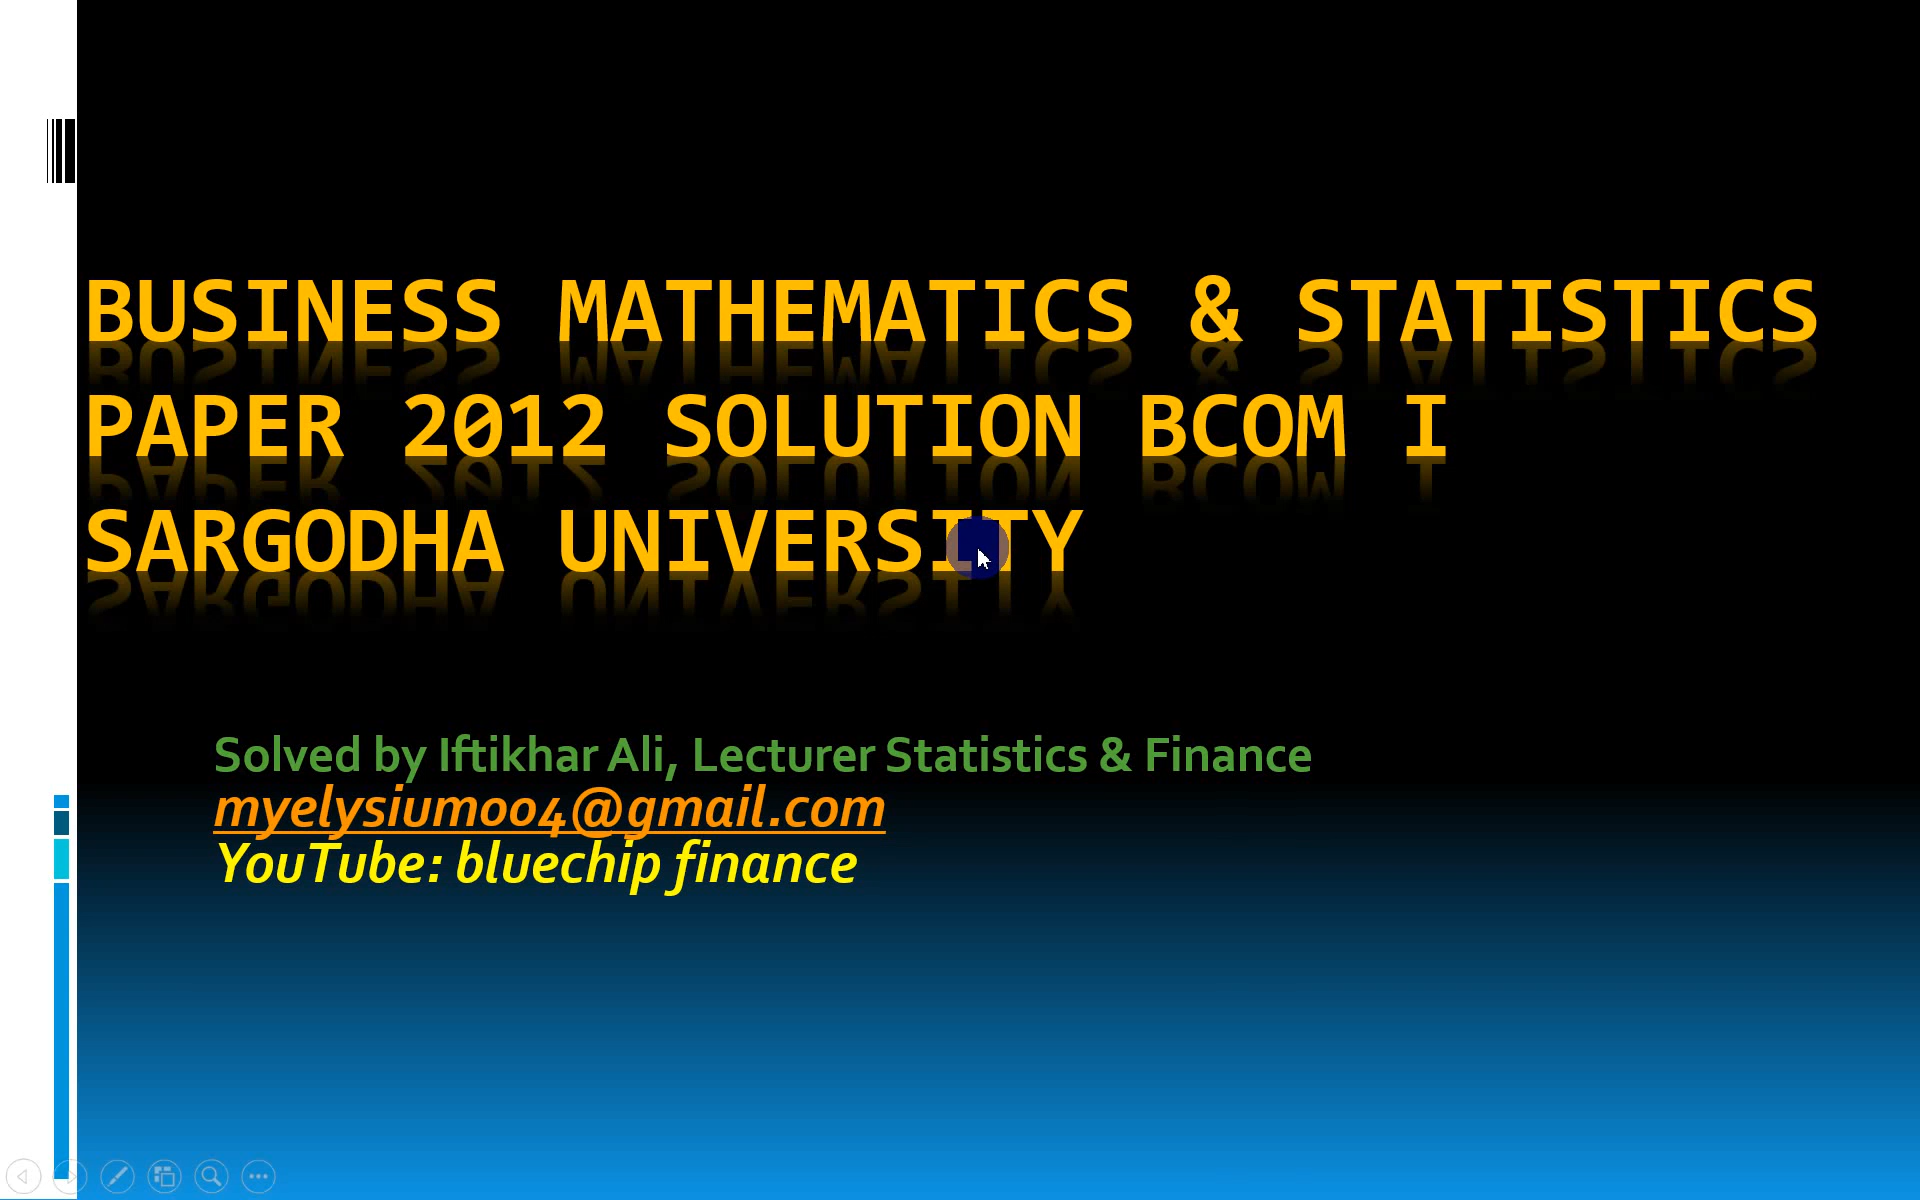 BUSINESS MATHEMATICS & STATISTICS
PAPER 2012 SOLUTION BCOM I
SARGODHA UNIVERSITY
Solved by Iftikhar Ali, Lecturer Statistics & Finance
myelysium004@gmail.com
YouTube: bluechip finance